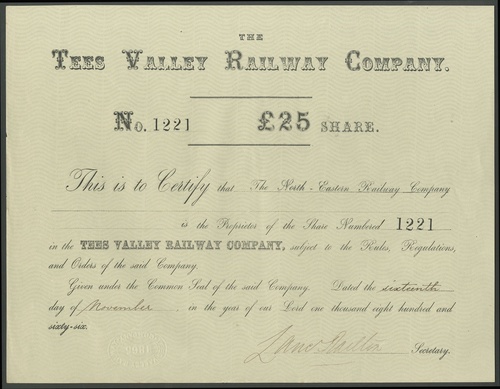 THE
TEES VALLEY RAILWAY COMPANY.
No. 1221 £25 SHARE.
This is to Certify that The North-Eastern Railway Company
is the Proprietor of the Share Numbered 1221
in the TEES VALLEY RAILWAY COMPANY, subject to the Rules, Regulations,
and Orders of the said Company.
Given under the Common Seal of the said Company. Dated the sixteenth
day of November in the year of our Lord one thousand eight hundred and
sixty-six.
Secretary.